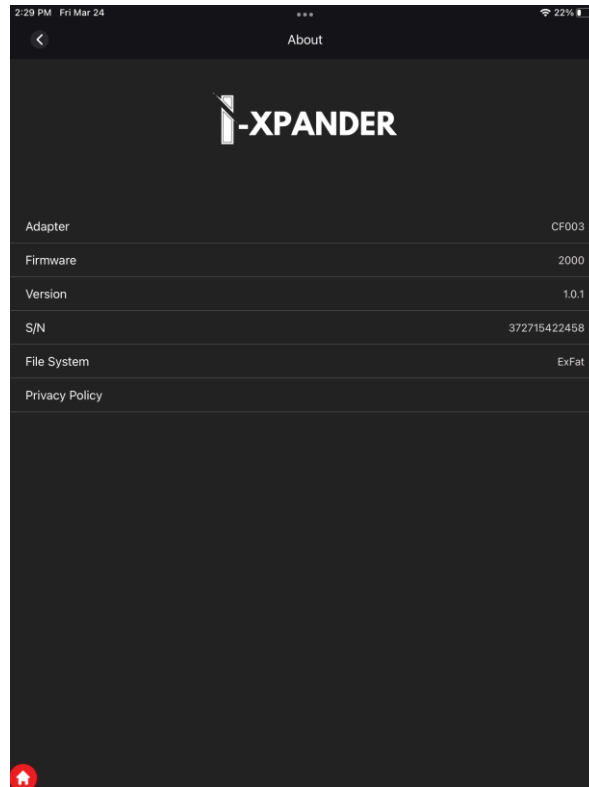 2:29 PM Fri Mar 24 22%
About
i-XPANDER
Adapter CF003
Firmware 2000
Version 1.0.1
S/N 372715422458
File System ExFat
Privacy Policy